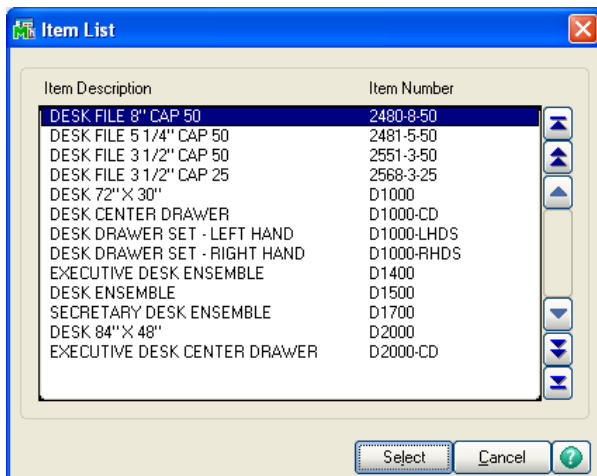 Item List
Item Description Item Number
DESK FILE 8" CAP 50 2480-8-50
DESK FILE 5 1/4" CAP 50 2481-5-50
DESK FILE 3 1/2" CAP 50 2551-3-50
DESK FILE 3 1/2" CAP 25 2568-3-25
DESK 72" X 30" D1000
DESK CENTER DRAWER D1000-CD
DESK DRAWER SET - LEFT HAND D1000-LHDS
DESK DRAWER SET - RIGHT HAND D1000-RHDS
EXECUTIVE DESK ENSEMBLE D1400
DESK ENSEMBLE D1500
SECRETARY DESK ENSEMBLE D1700
DESK 84" X 48" D2000
EXECUTIVE DESK CENTER DRAWER D2000-CD
Select Cancel ?